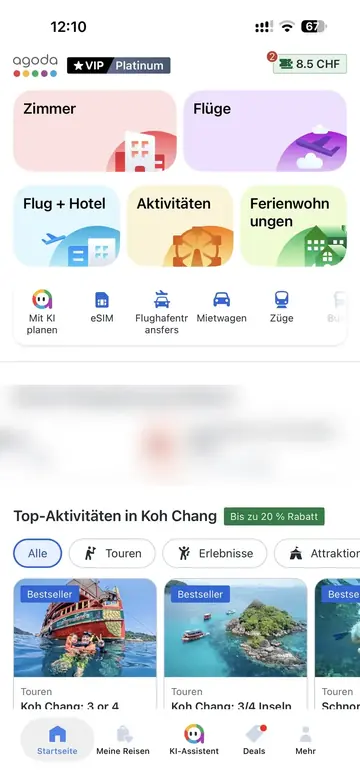 12:10
67
agoda
VIP Platinum
2
8.5 CHF
Zimmer
Flüge
Flug + Hotel
Aktivitäten
Ferienwohn
ungen
Mit KI
planen
eSIM
Flughafentr
ansfers
Mietwagen
Züge
Top-Aktivitäten in Koh Chang
Bis zu 20 % Rabatt
Alle
Touren
Erlebnisse
Attraktion
Bestseller
Bestseller
Bestse
Touren
Koh Chang: 3 or 4
Touren
Koh Chang: 3/4 Inseln
Touren
Schnor
Startseite
Meine Reisen
KI-Assistent
Deals
Mehr